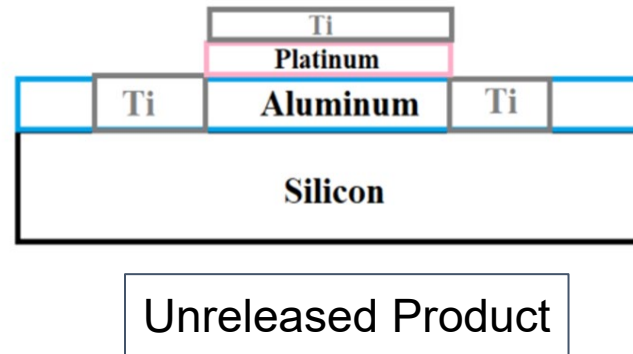 Ti
Platinum
Ti Aluminum Ti
Silicon
Unreleased Product